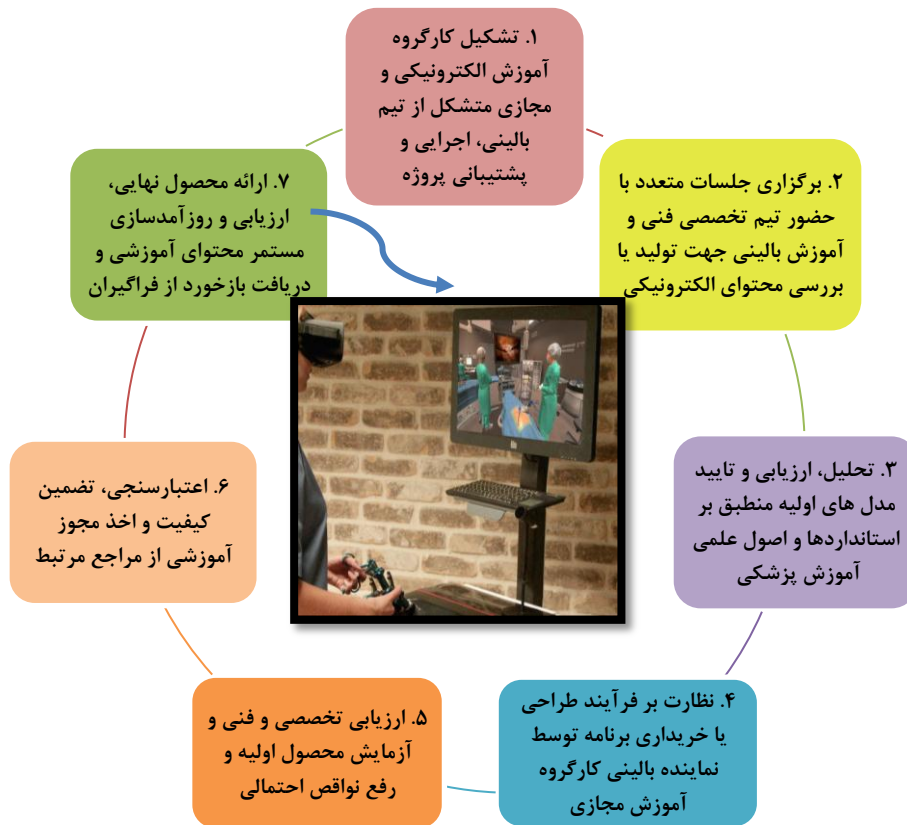 ۱. تشکیل کارگروه
آموزش الکترونیکی و
مجازی متشکل از تیم
بالینی، اجرایی و
پشتیبانی پروژه
۲. برگزاری جلسات متعدد با
حضور تیم تخصصی فنی و
آموزش بالینی جهت تولید یا
بررسی محتوای الکترونیکی
۳. تحلیل، ارزیابی و تایید
مدل های اولیه منطبق بر
استانداردها و اصول علمی
آموزش پزشکی
۴. نظارت بر فرآیند طراحی
یا خریداری برنامه توسط
نماینده بالینی کارگروه
آموزش مجازی
۵. ارزیابی تخصصی و فنی و
آزمایش محصول اولیه و
رفع نواقص احتمالی
۶. اعتبارسنجی، تضمین
کیفیت و اخذ مجوز
آموزشی از مراجع مرتبط
۷. ارائه محصول نهایی،
ارزیابی و روزآمدسازی
مستمر محتوای آموزشی و
دریافت بازخورد از فراگیران